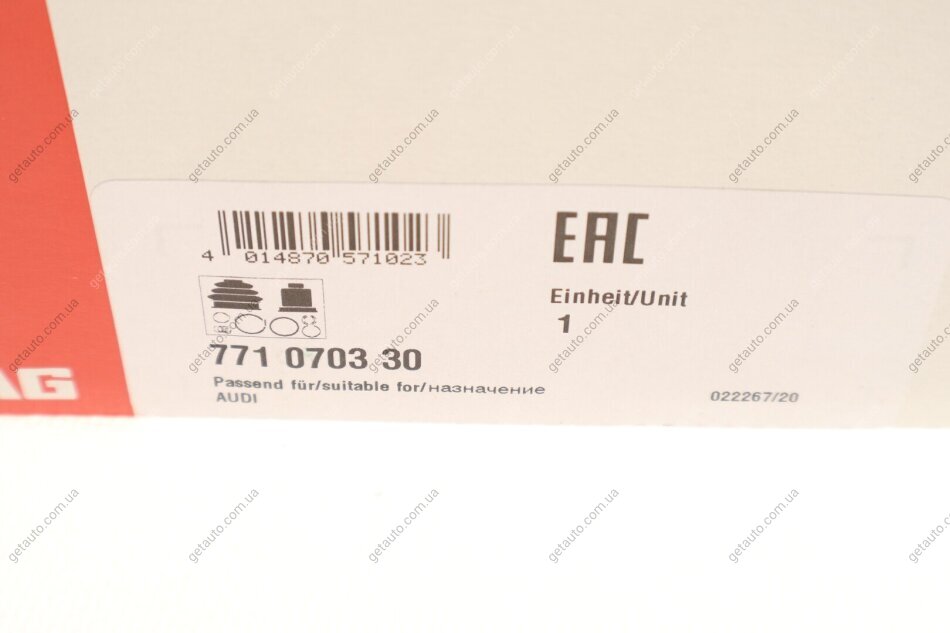 4 014870 571023
EAC
Einheit/Unit
1
771 0703 30
Passend für/suitable for/назначение
AUDI
022267/20
AG
getauto.com.ua